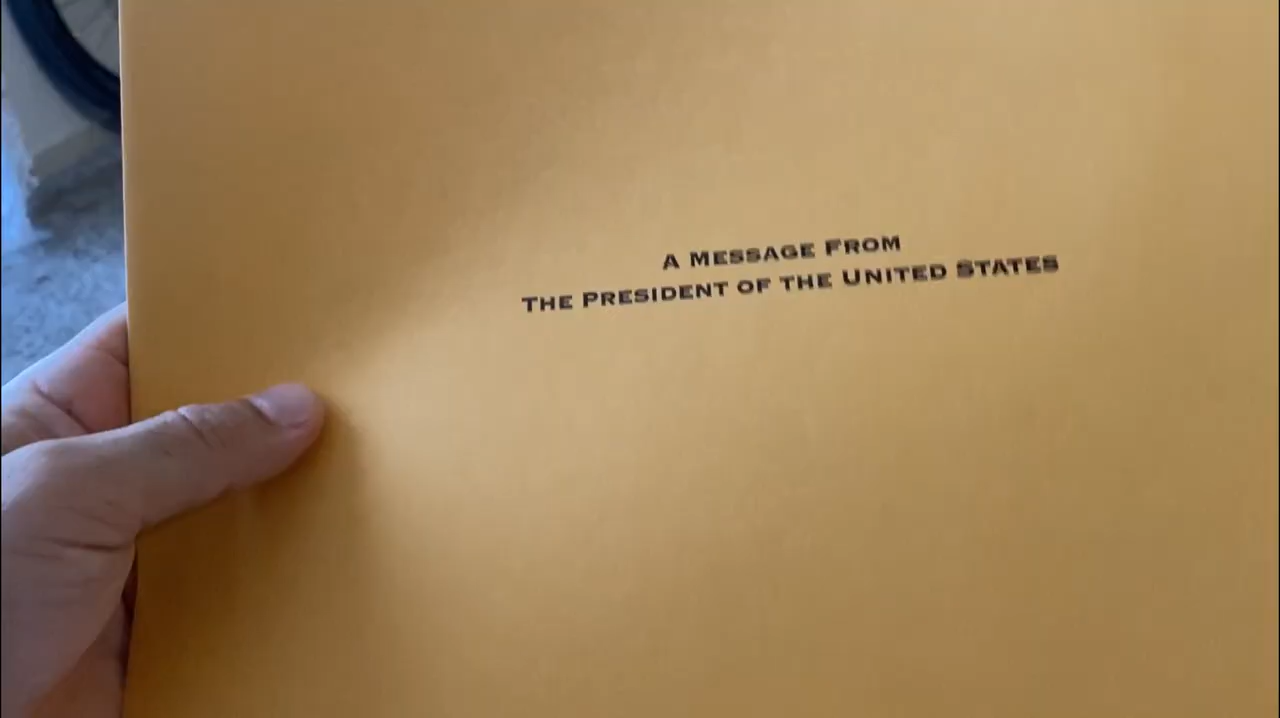 A MESSAGE FROM
THE PRESIDENT OF THE UNITED STATES